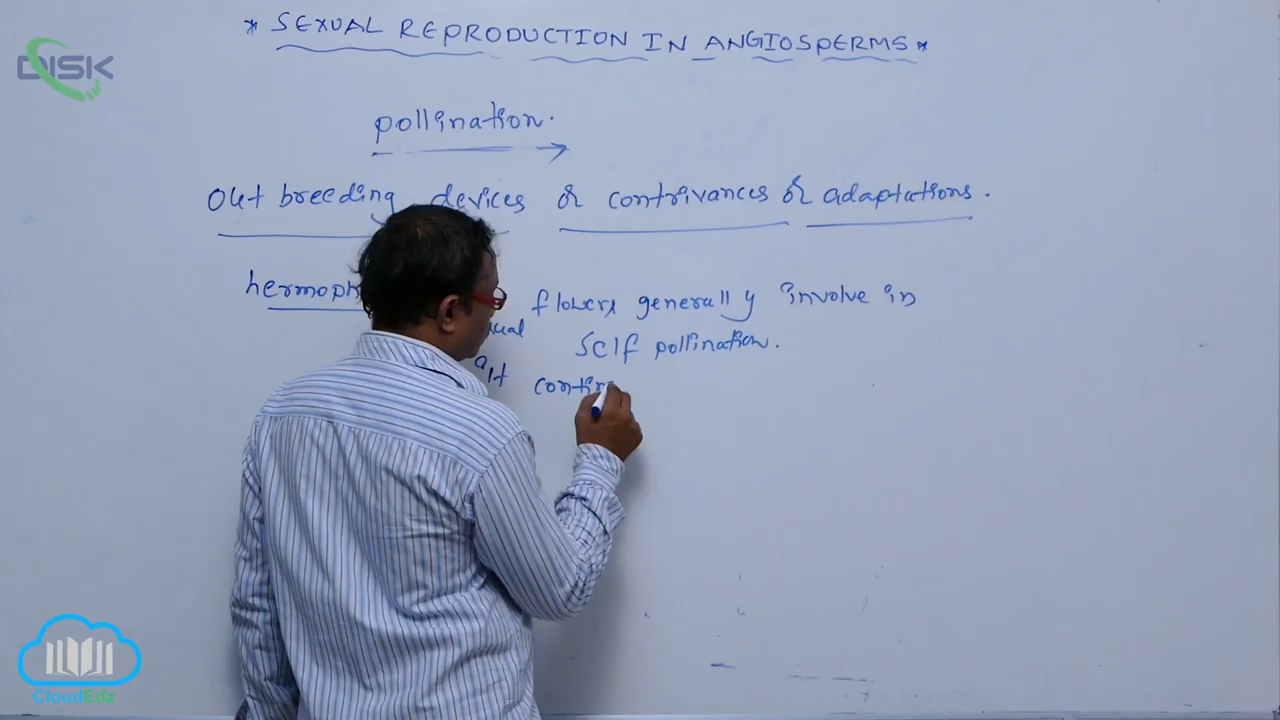 * SEXUAL REPRODUCTION IN ANGIOSPERMS *
DISK
pollination.
Out breeding devices or contrivances or adaptations.
flowers generally involve in
self pollination.
CloudEdz